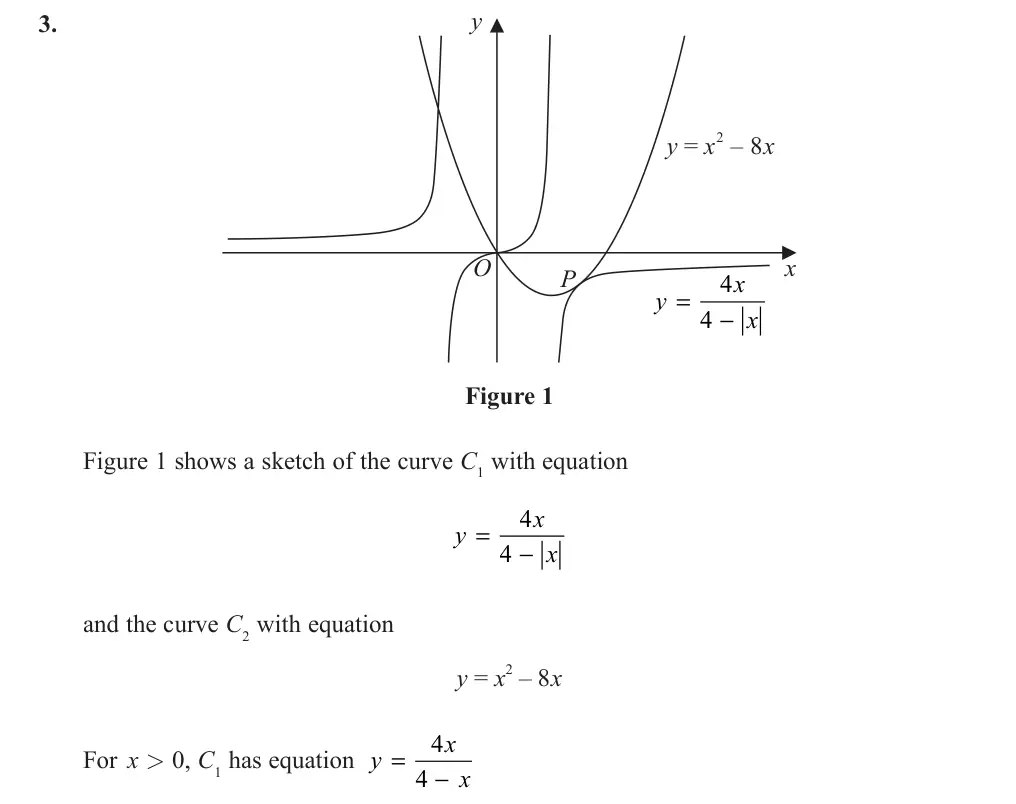 3.
y
y = x² – 8x
O
P
x
y = 4x / (4 – |x|)
Figure 1
Figure 1 shows a sketch of the curve C₁ with equation
y = 4x / (4 – |x|)
and the curve C₂ with equation
y = x² – 8x
For x > 0, C₁ has equation y = 4x / (4 – x)